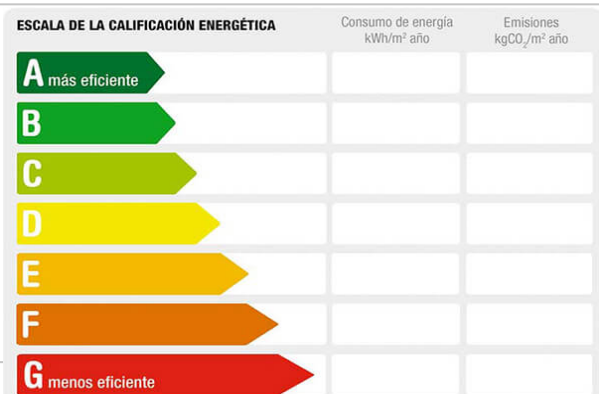 ESCALA DE LA CALIFICACIÓN ENERGÉTICA
Consumo de energía
kWh/m² año
Emisiones
kgCO₂/m² año
A más eficiente
B
C
D
E
F
G menos eficiente